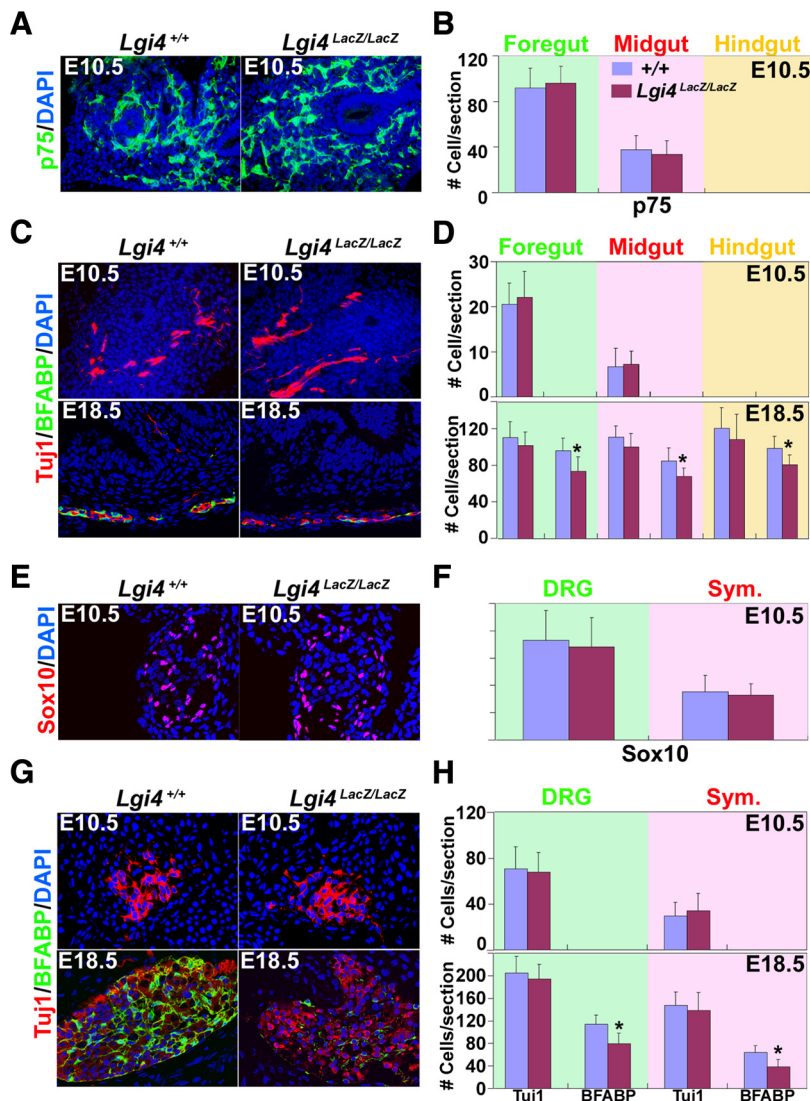 A
Lgi4 +/+
Lgi4 LacZ/LacZ
p75/DAPI
E10.5
B
Foregut Midgut Hindgut
# Cell/section
120
80
40
0
+/+
Lgi4 LacZ/LacZ
E10.5
p75
C
Lgi4 +/+
Lgi4 LacZ/LacZ
Tuj1/BFABP/DAPI
E10.5
E10.5
E18.5
E18.5
D
Foregut Midgut Hindgut
# Cell/section
30
20
10
0
E10.5
# Cell/section
120
80
40
0
E18.5
*
*
*
E
Lgi4 +/+
Lgi4 LacZ/LacZ
Sox10/DAPI
E10.5
E10.5
F
DRG Sym.
E10.5
Sox10
G
Lgi4 +/+
Lgi4 LacZ/LacZ
Tuj1/BFABP/DAPI
E10.5
E10.5
E18.5
E18.5
H
DRG Sym.
# Cells/section
120
80
40
0
E10.5
# Cells/section
200
160
120
80
40
0
E18.5
*
*
Tuj1 BFABP Tuj1 BFABP